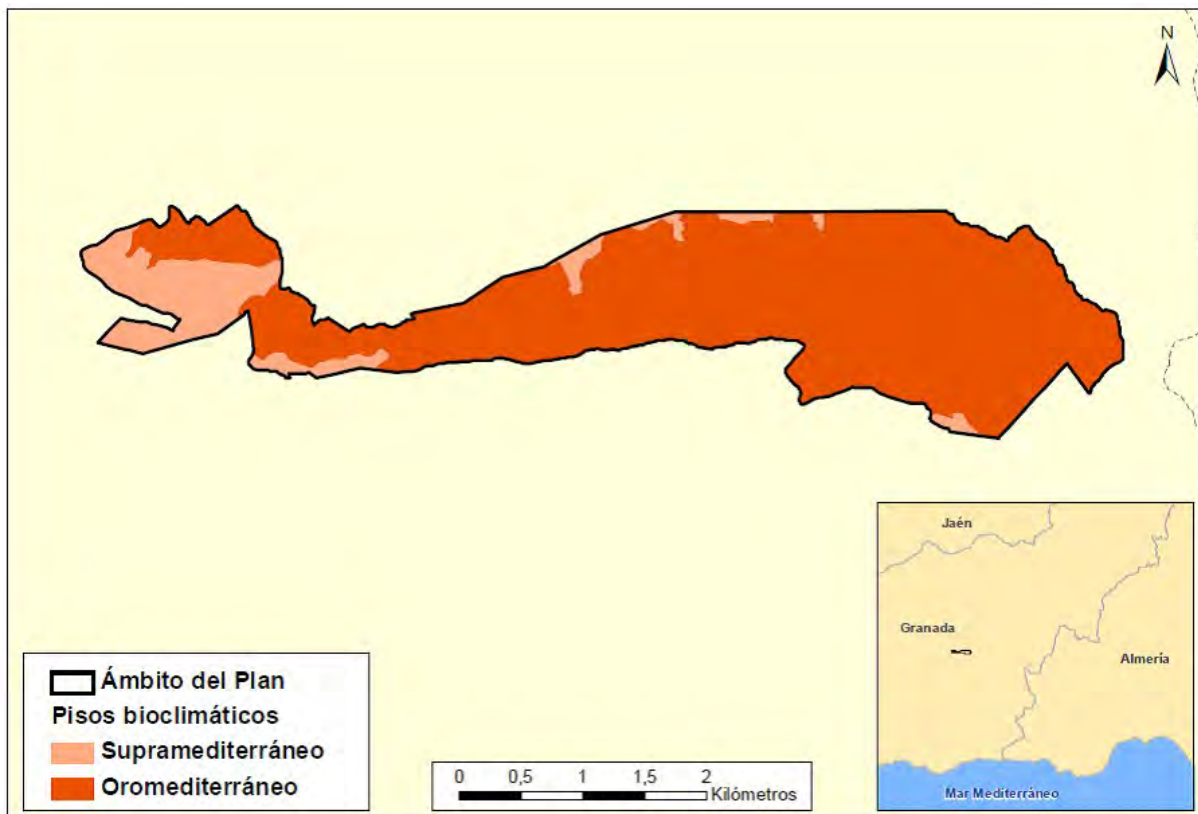 N
Jaén
Granada
Almería
Mar Mediterráneo
Ámbito del Plan
Pisos bioclimáticos
Supramediterráneo
Oromediterráneo
0 0,5 1 1,5 2
Kilómetros